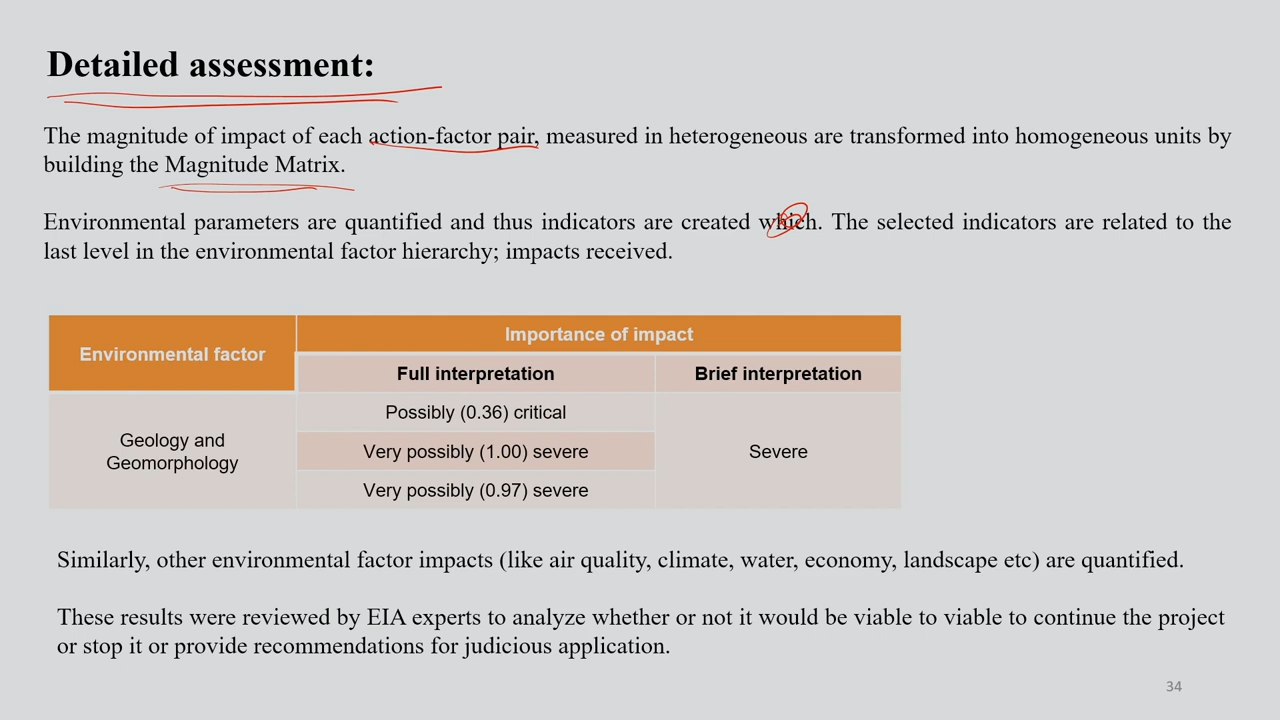 Detailed assessment:
The magnitude of impact of each action-factor pair, measured in heterogeneous are transformed into homogeneous units by
building the Magnitude Matrix.
Environmental parameters are quantified and thus indicators are created which. The selected indicators are related to the
last level in the environmental factor hierarchy; impacts received.
Environmental factor
Importance of impact
Full interpretation
Brief interpretation
Geology and
Geomorphology
Possibly (0.36) critical
Very possibly (1.00) severe
Very possibly (0.97) severe
Severe
Similarly, other environmental factor impacts (like air quality, climate, water, economy, landscape etc) are quantified.
These results were reviewed by EIA experts to analyze whether or not it would be viable to viable to continue the project
or stop it or provide recommendations for judicious application.
34